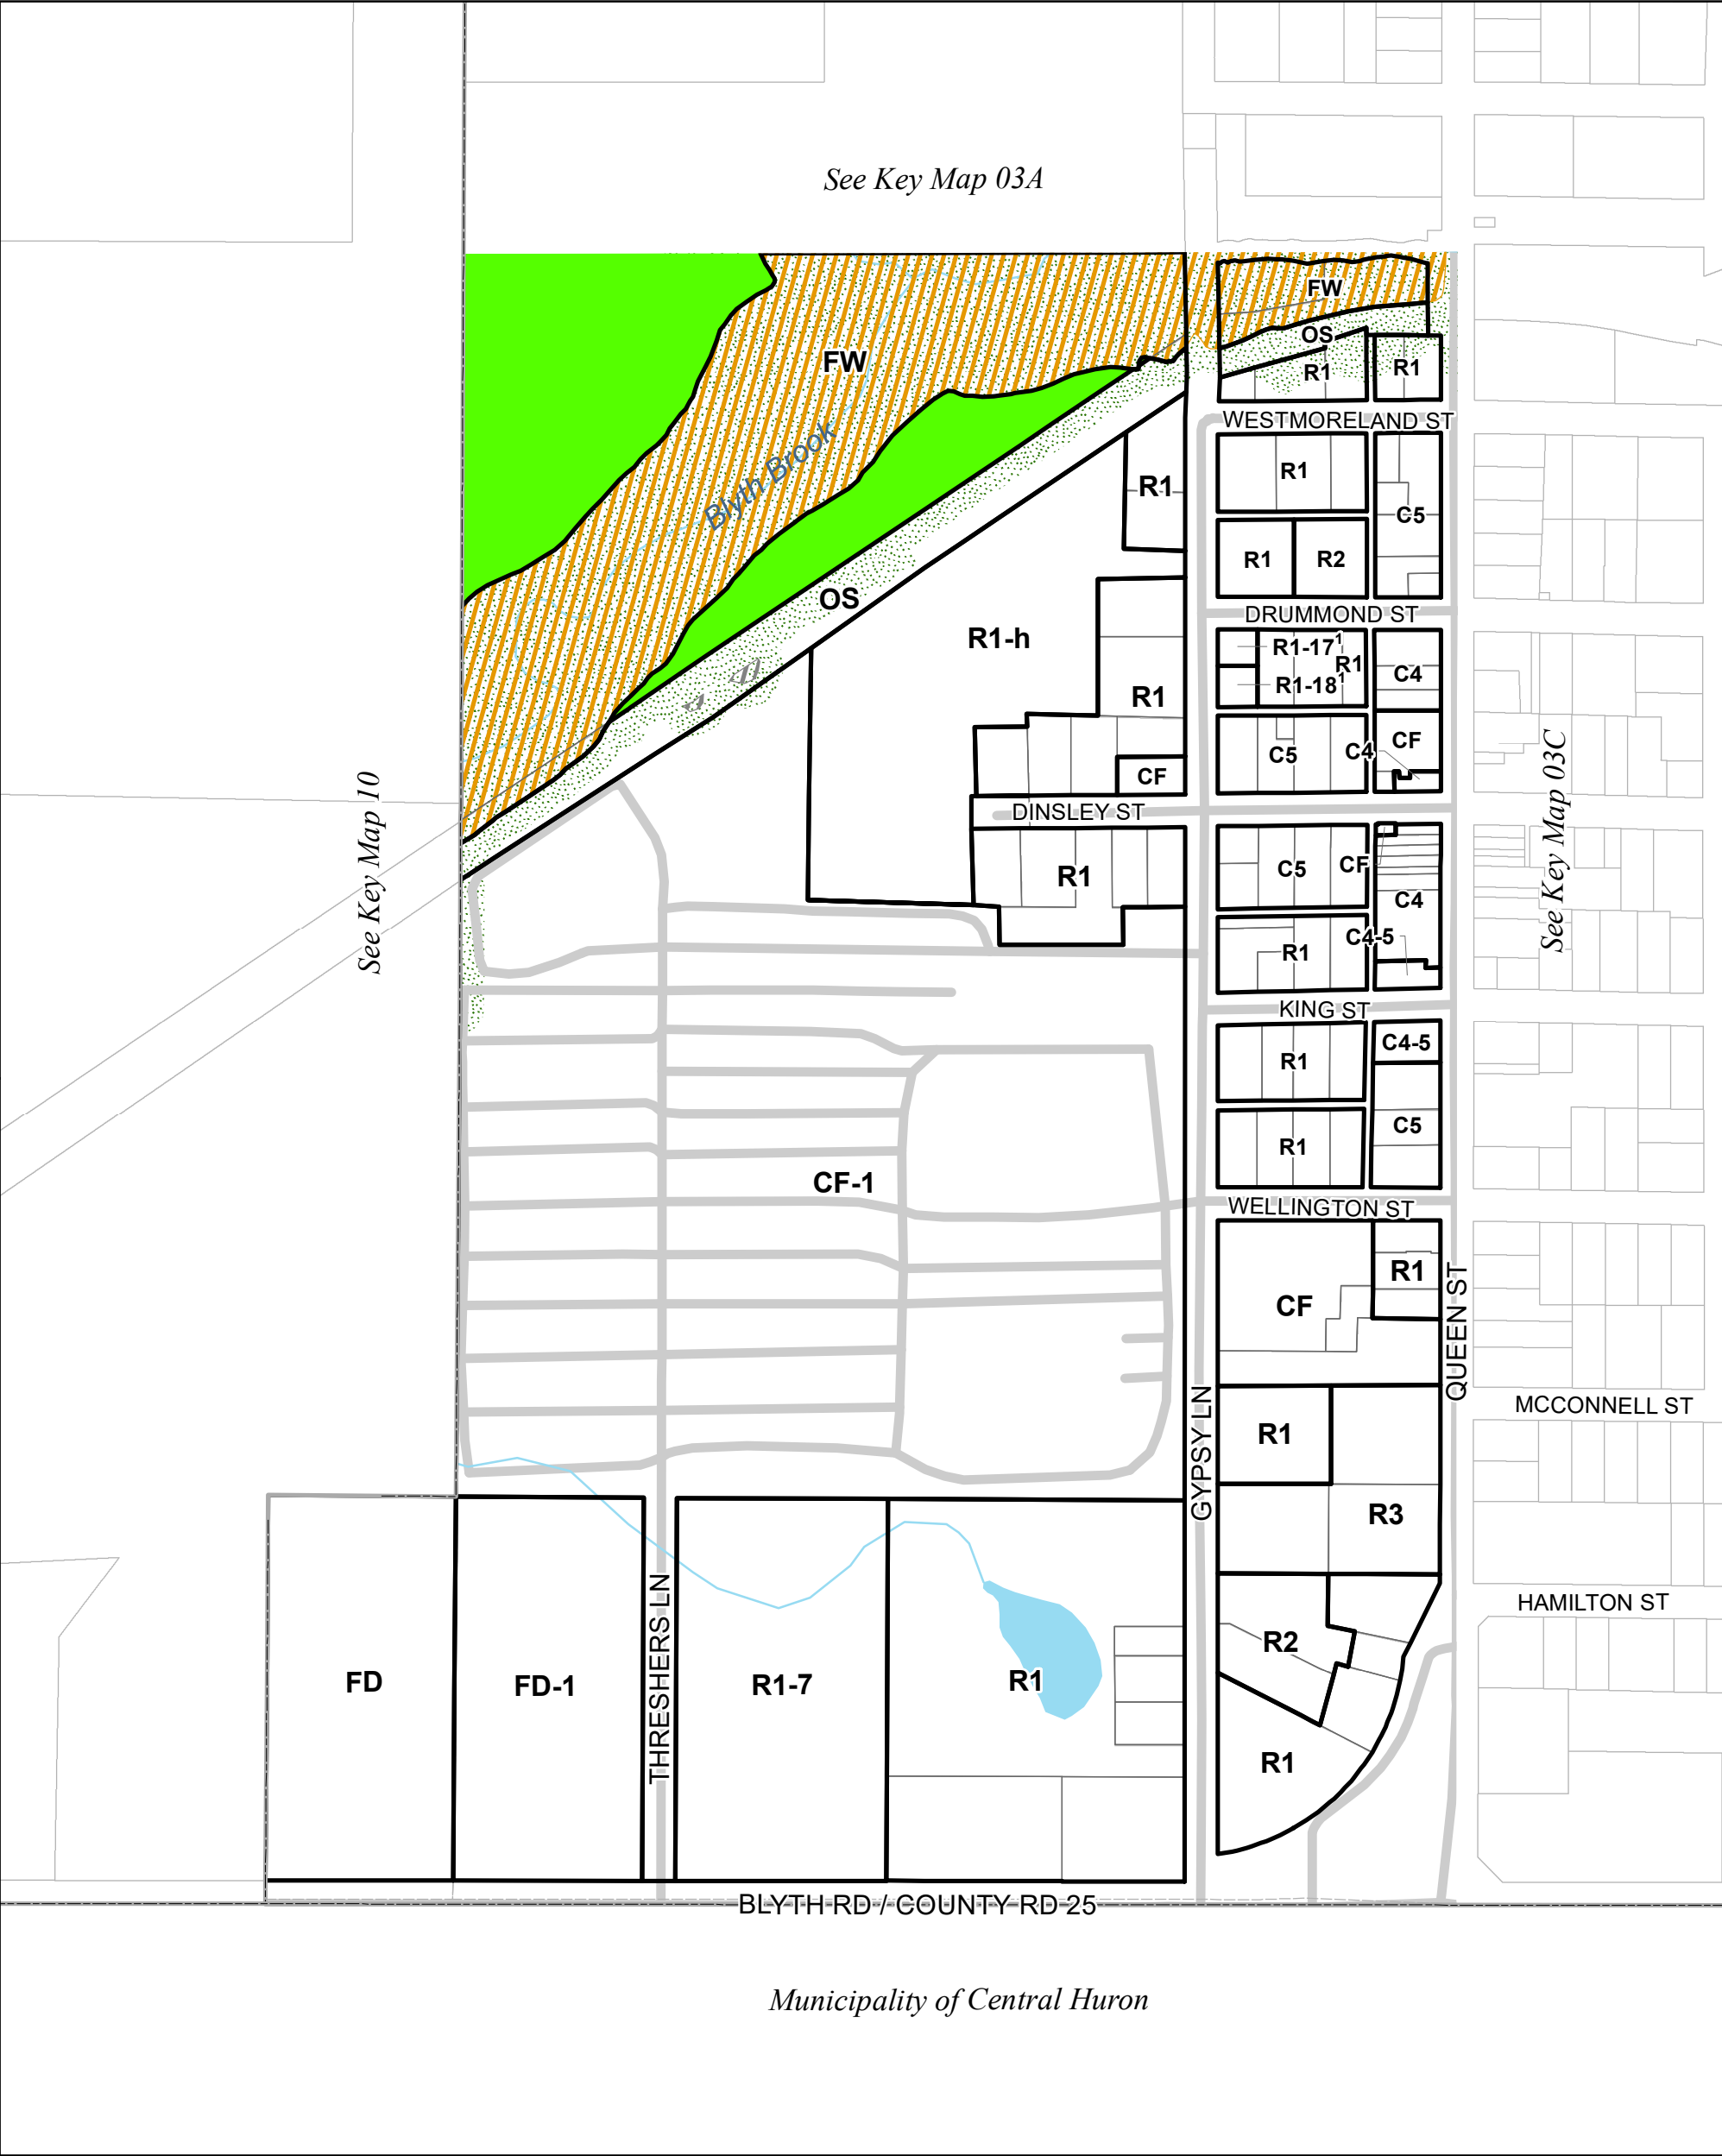 See Key Map 03A
FW
FW
OS
R1
R1
Blyth Brook
WESTMORELAND ST
R1
R1
C5
R1
R2
OS
DRUMMOND ST
R1-h
R1-17¹
R1
R1-18¹
C4
R1
C5
C4
CF
CF
DINSLEY ST
See Key Map 10
See Key Map 03C
R1
C5
CF
C4
R1
C4-5
KING ST
R1
C4-5
R1
C5
CF-1
WELLINGTON ST
R1
CF
QUEEN ST
MCCONNELL ST
R1
GYPSY LN
R3
HAMILTON ST
R2
THRESHERS LN
FD
FD-1
R1-7
R1
R1
BLYTH RD / COUNTY RD 25
Municipality of Central Huron